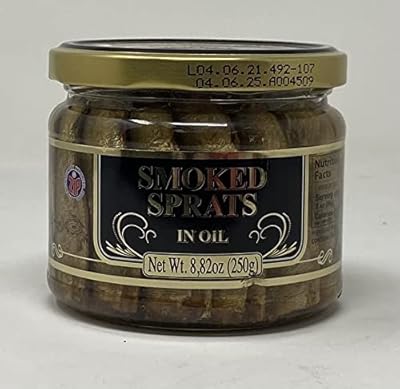 L04.06.21.492-107
04.06.25.A004509
SMOKED
SPRATS
IN OIL
Net Wt. 8,82oz (250g)
Nutrition
Facts